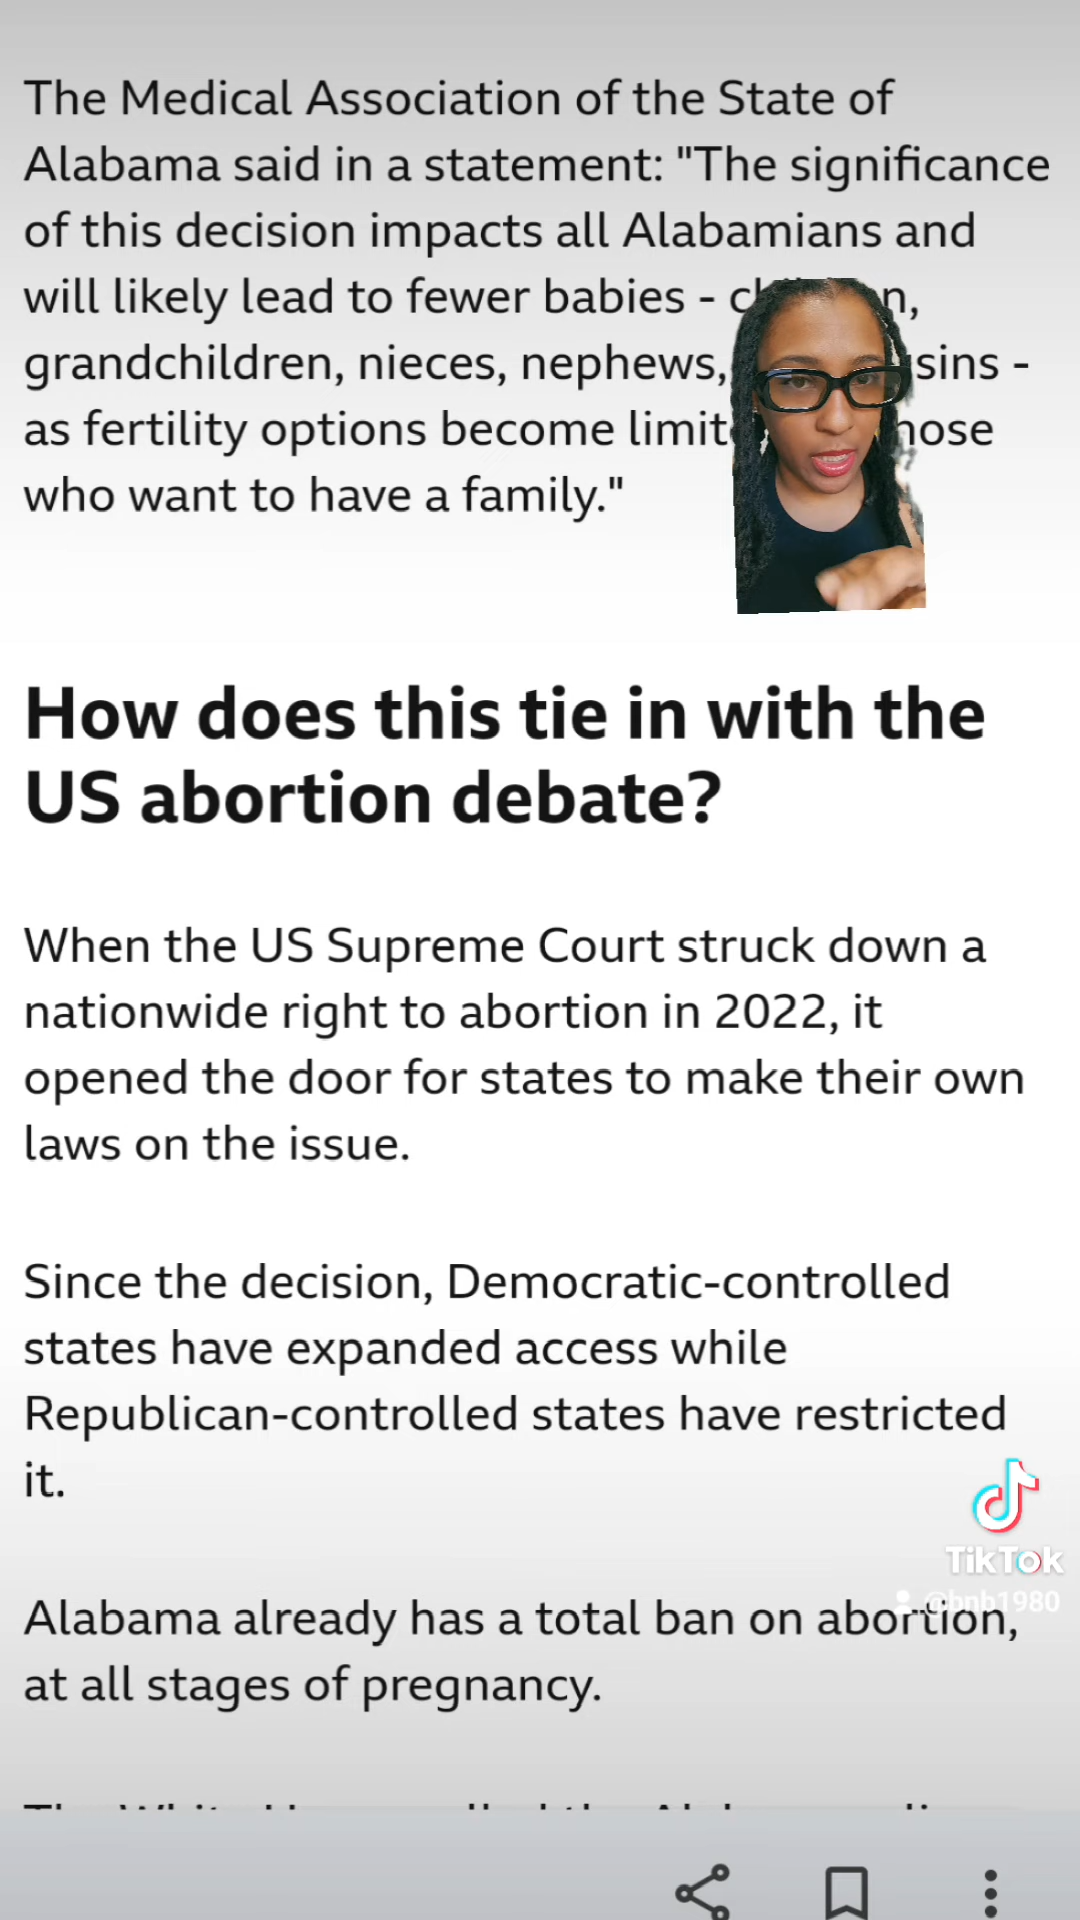 The Medical Association of the State of
Alabama said in a statement: "The significance
of this decision impacts all Alabamians and
will likely lead to fewer babies -
grandchildren, nieces, nephews,
as fertility options become
who want to have a family."
How does this tie in with the
US abortion debate?
When the US Supreme Court struck down a
nationwide right to abortion in 2022, it
opened the door for states to make their own
laws on the issue.
Since the decision, Democratic-controlled
states have expanded access while
Republican-controlled states have restricted
it.
TikTok
@bnb1980
Alabama already has a total ban on abortion,
at all stages of pregnancy.